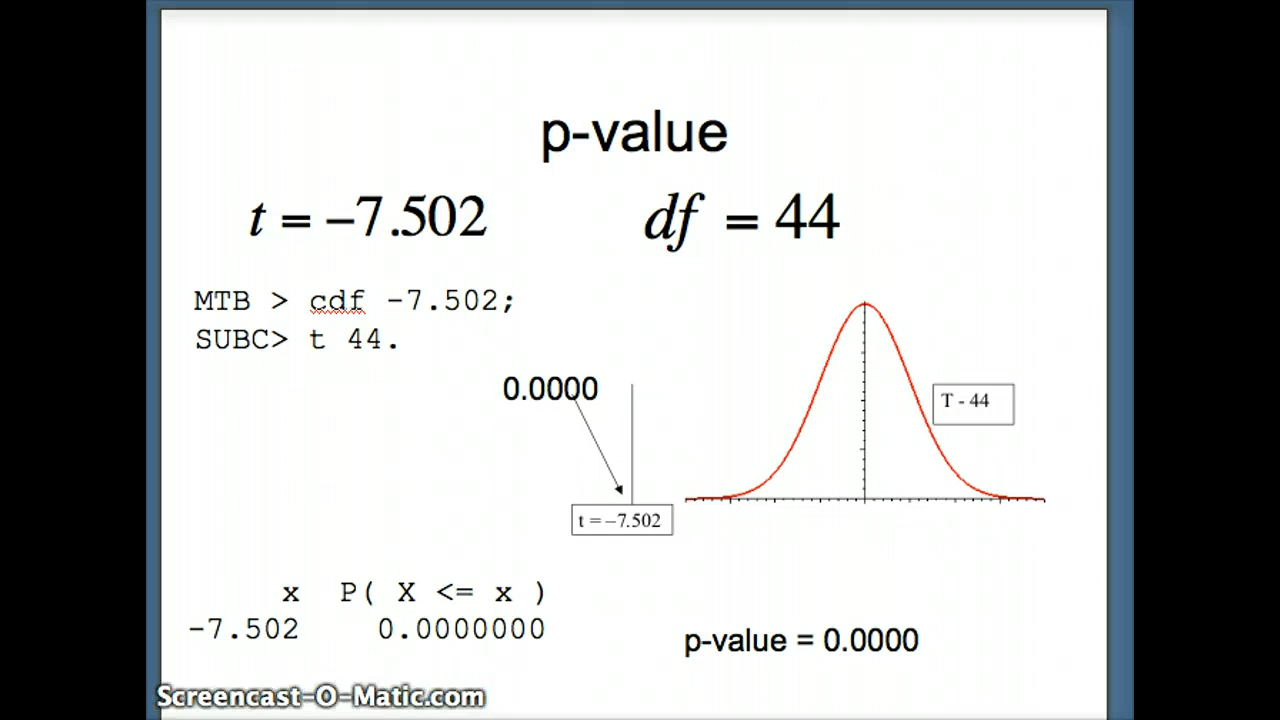 p-value
t = −7.502
df = 44
MTB > cdf -7.502;
SUBC> t 44.
0.0000
T - 44
t = −7.502
x P( X <= x )
-7.502 0.0000000
p-value = 0.0000
Screencast-O-Matic.com